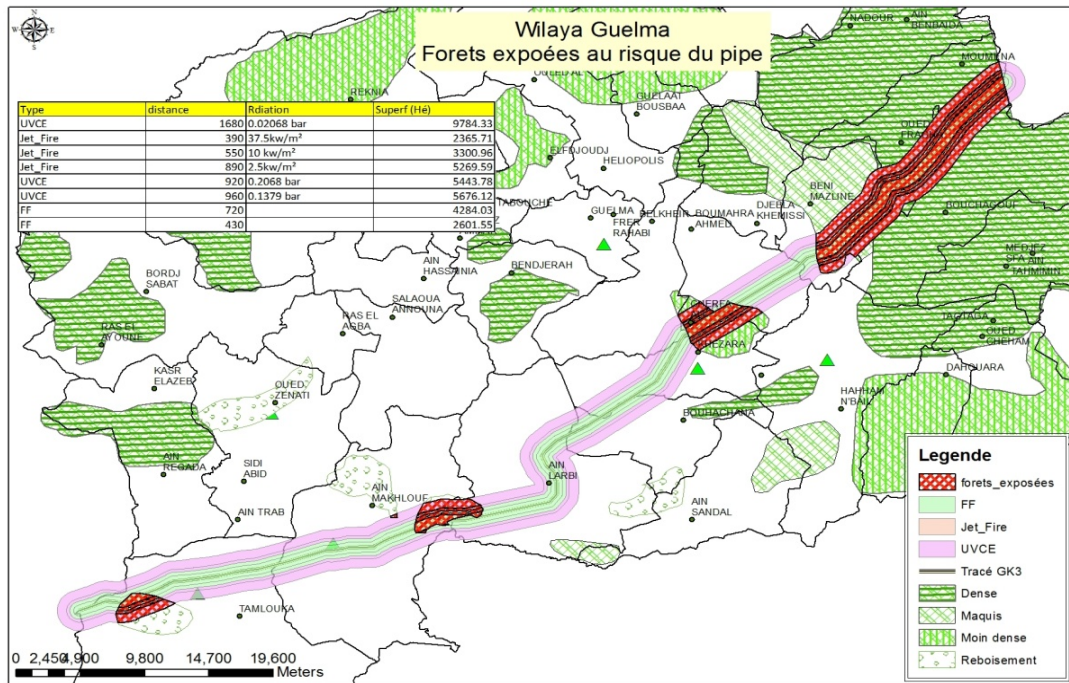 Wilaya Guelma
Forets expoées au risque du pipe
N
W E
S
Type distance Rdiation Superf (Hé)
UVCE 1680 0.02068 bar 9784.33
Jet_Fire 390 37.5kw/m² 2365.71
Jet_Fire 550 10 kw/m² 3300.96
Jet_Fire 890 2.5kw/m² 5269.59
UVCE 920 0.2068 bar 5443.78
UVCE 960 0.1379 bar 5676.12
FF 720 4284.03
FF 430 2601.55
NADOUR
AIN
BENBAIDA
MOUMENA
REKNIA
GUELAAT
BOUSBAA
OUED
ELFDJOUDJ
HELIOPOLIS
BENI
MAZLINE
BOUCHAGOUF
TABOUCHE
GUELMA
FRER
RAHABI
BELKHEIR
BOUMAHRA
AHMED
DJEBLA
KHEMISSI
MEDJEZ
SFA
AIN
TAHMIMIN
AIN
HASSAINIA
BENDJERAH
BORDJ
SABAT
SALAOUA
ANNOUNA
RAS EL
AGBA
RAS EL
AYOUNE
OUED
CHEHAM
KASR
ELAZEB
OUED
ZENATI
DAHOUARA
HAMMAM
N'BAIL
BOUHACHANA
AIN
REGADA
SIDI
ABID
AIN
LARBI
AIN
MAKHLOUF
AIN TRAB
AIN
SANDAL
TAMLOUKA
Legende
forets_exposées
FF
Jet_Fire
UVCE
Tracé GK3
Dense
Maquis
Moin dense
Reboisement
0 2,450 4,900 9,800 14,700 19,600
Meters